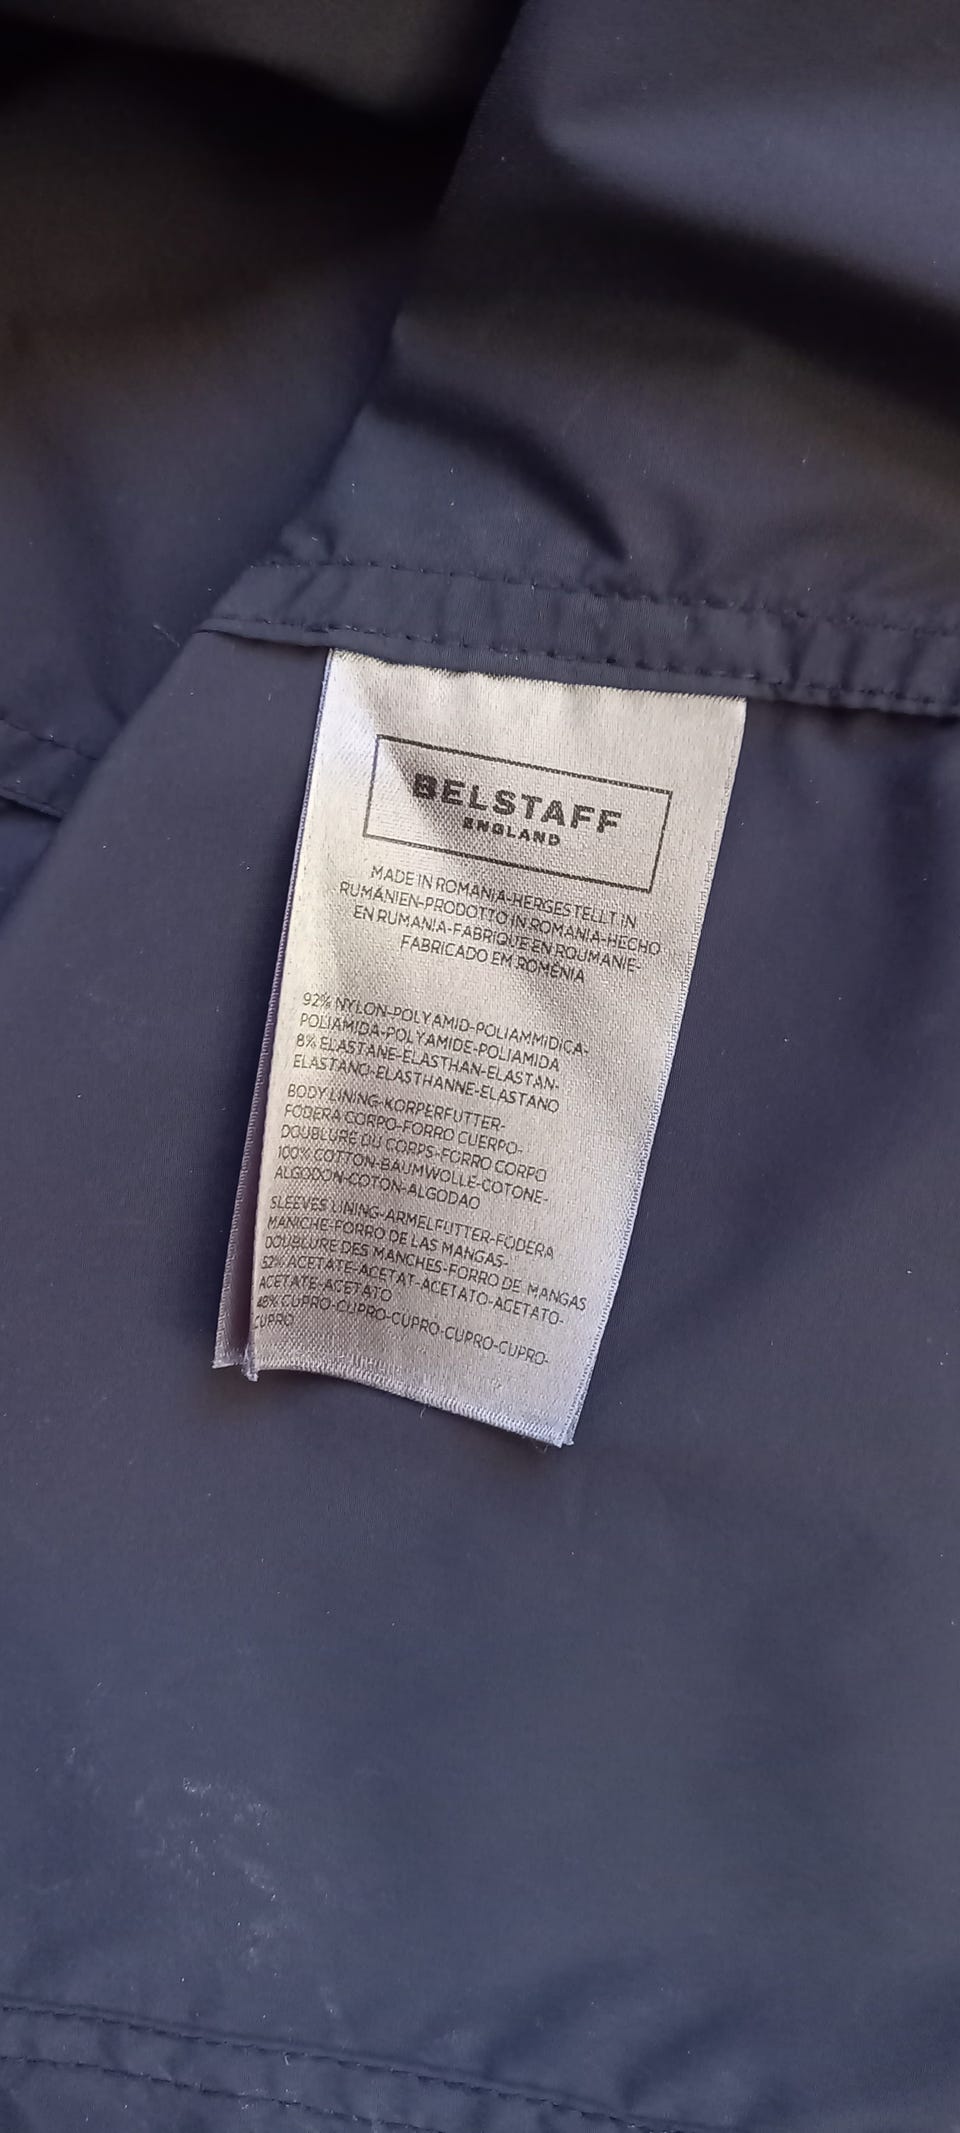 BELSTAFF
ENGLAND
MADE IN ROMANIA-HERGESTELLT IN
RUMÄNIEN-PRODOTTO IN ROMANIA-HECHO
EN RUMANIA-FABRIQUE EN ROUMANIE-
FABRICADO EM ROMÉNIA
92% NYLON-POLYAMID-POLIAMMIDICA-
POLIAMIDA-POLYAMIDE-POLIAMIDA
8% ELASTANE-ELASTHAN-ELASTAN-
ELASTANO-ELASTHANNE-ELASTANO
BODY LINING-KORPERFUTTER-
FODERA CORPO-FORRO CUERPO-
DOUBLURE DU CORPS-FORRO CORPO
100% COTTON-BAUMWOLLE-COTONE-
ALGODON-COTON-ALGODAO
SLEEVES LINING-ARMELFUTTER-FODERA
MANICHE-FORRO DE LAS MANGAS-
DOUBLURE DES MANCHES-FORRO DE MANGAS
52% ACETATE-ACETAT-ACETATO-ACETATO-
ACETATE-ACETATO
48% CUPRO-CUPRO-CUPRO-CUPRO-CUPRO-
CUPRO